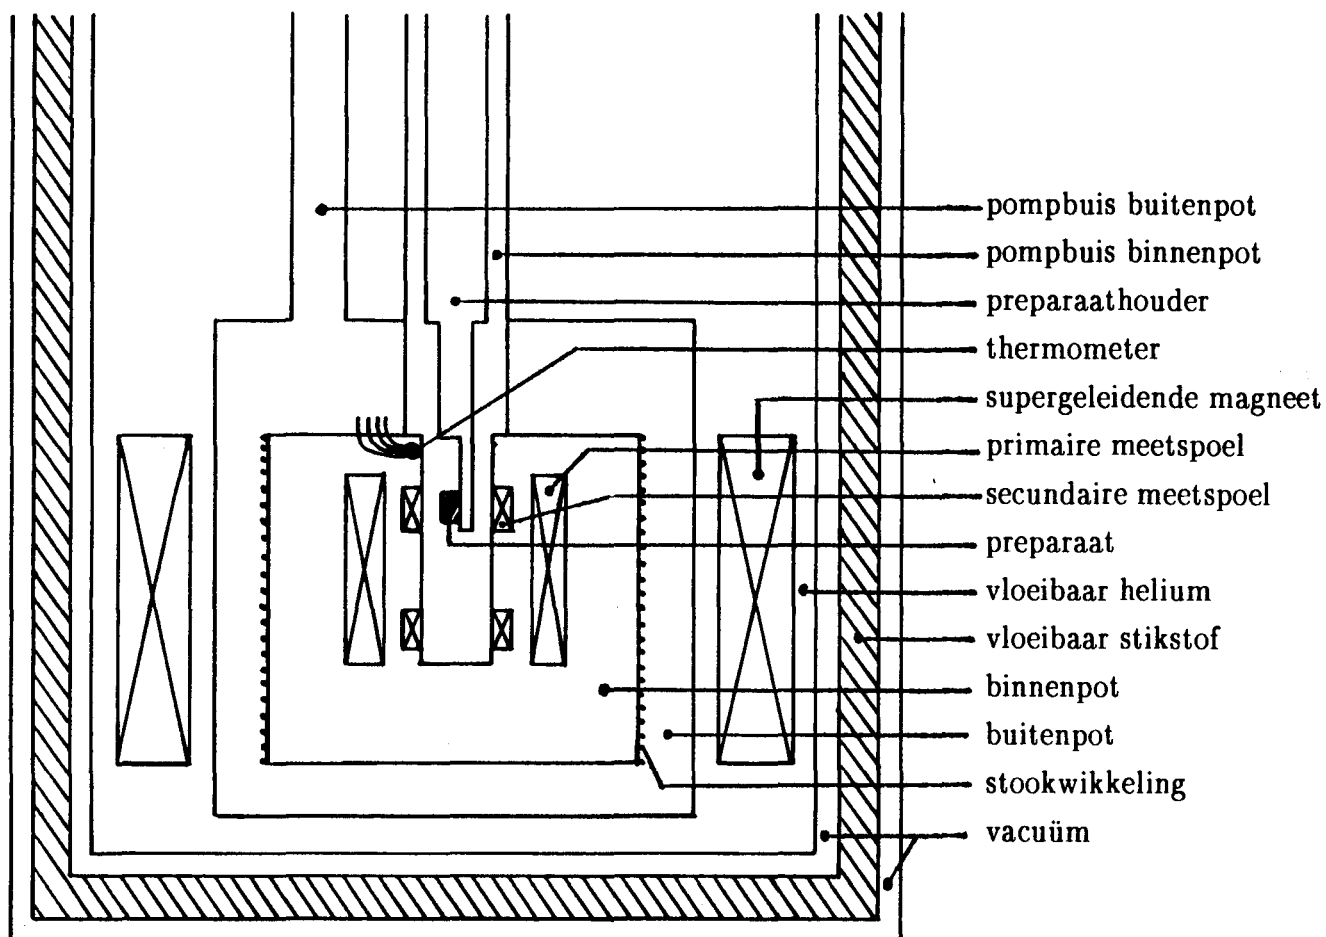 pompbuis buitenpot
pompbuis binnenpot
preparaathouder
thermometer
supergeleidende magneet
primaire meetspoel
secundaire meetspoel
preparaat
vloeibaar helium
vloeibaar stikstof
binnenpot
buitenpot
stookwikkeling
vacuüm